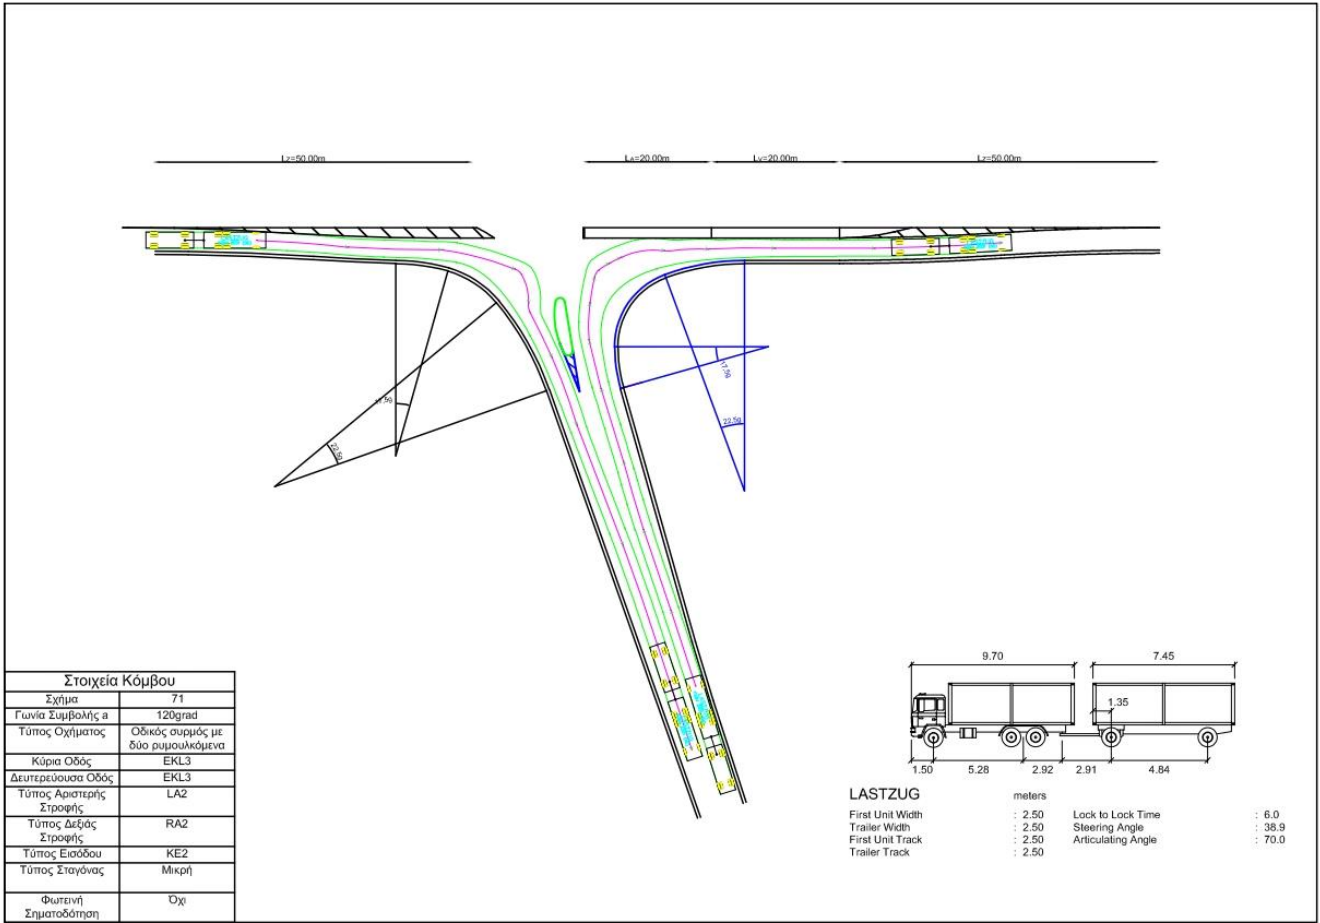 Lz=50.00m
La=20.00m
Lv=20.00m
Lz=50.00m
17,5g
22,5g
22,5g
Στοιχεία Κόμβου
Σχήμα 71
Γωνία Συμβολής a 120grad
Τύπος Οχήματος Οδικός συρμός με
δύο ρυμουλκόμενα
Κύρια Οδός EKL3
Δευτερεύουσα Οδός EKL3
Τύπος Αριστερής LA2
Στροφής
Τύπος Δεξιάς RA2
Στροφής
Τύπος Εισόδου KE2
Τύπος Σταγόνας Μικρή
Φωτεινή Όχι
Σηματοδότηση
9.70 7.45
1.35
1.50 5.28 2.92 2.91 4.84
LASTZUG meters
First Unit Width : 2.50 Lock to Lock Time : 6.0
Trailer Width : 2.50 Steering Angle : 38.9
First Unit Track : 2.50 Articulating Angle : 70.0
Trailer Track : 2.50